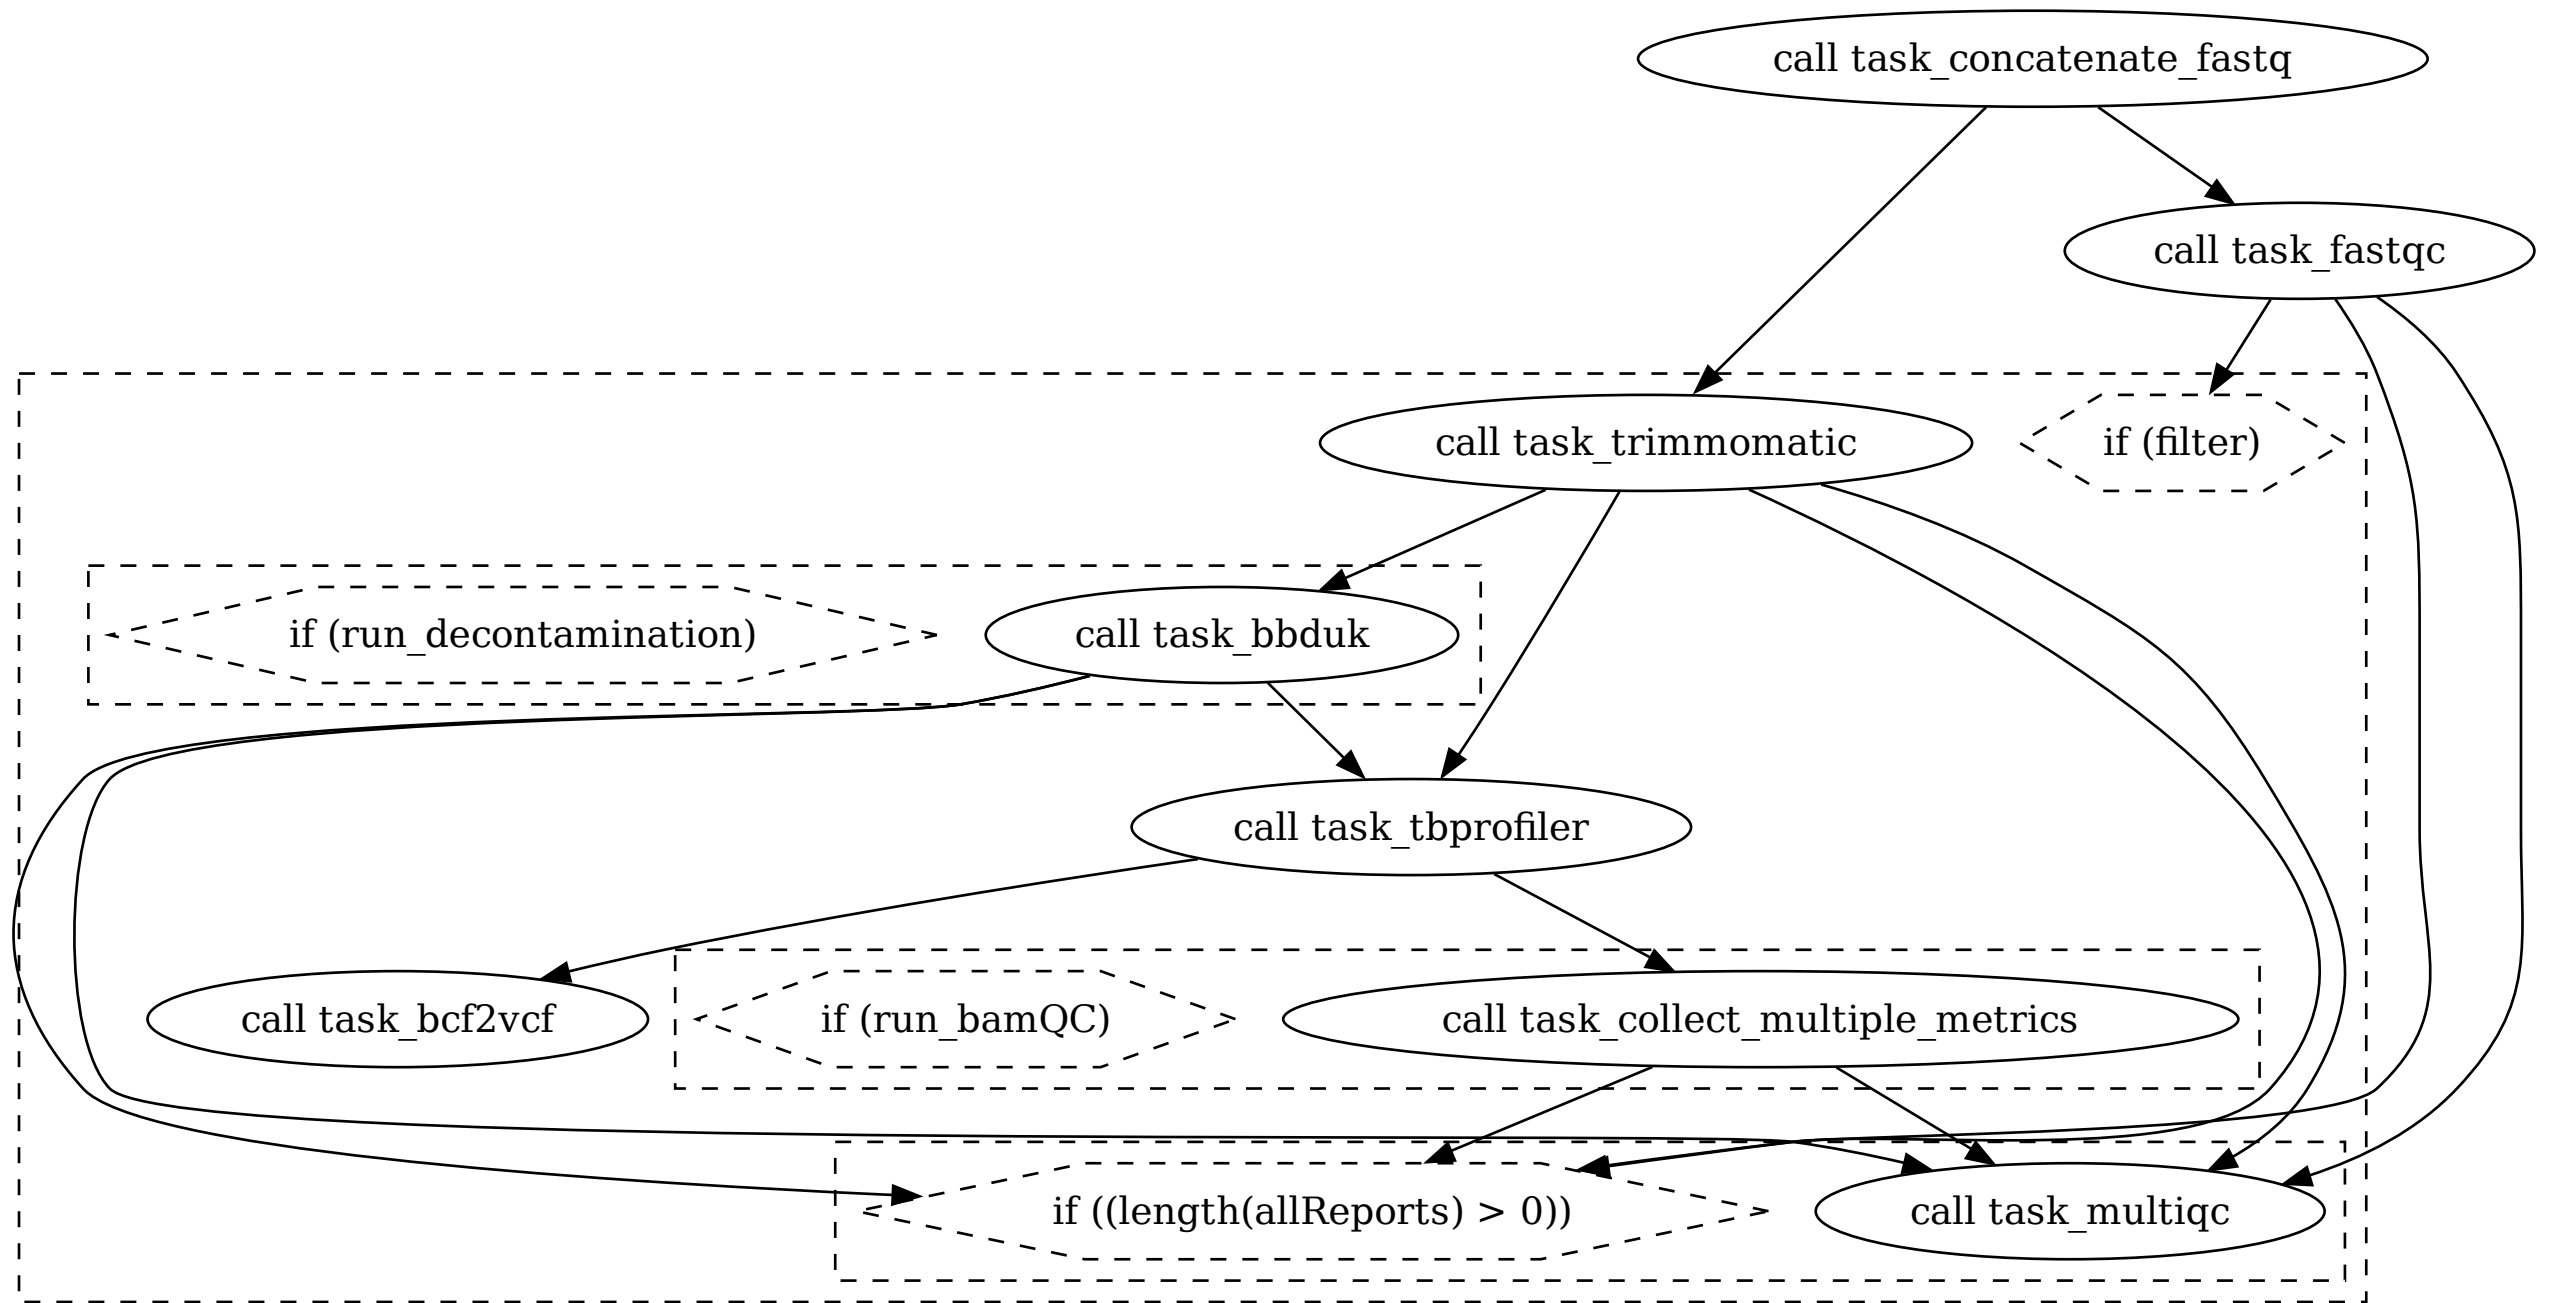 call task_concatenate_fastq
call task_fastqc
call task_trimmomatic
if (filter)
if (run_decontamination)
call task_bbduk
call task_tbprofiler
call task_bcf2vcf
if (run_bamQC)
call task_collect_multiple_metrics
if ((length(allReports) > 0))
call task_multiqc